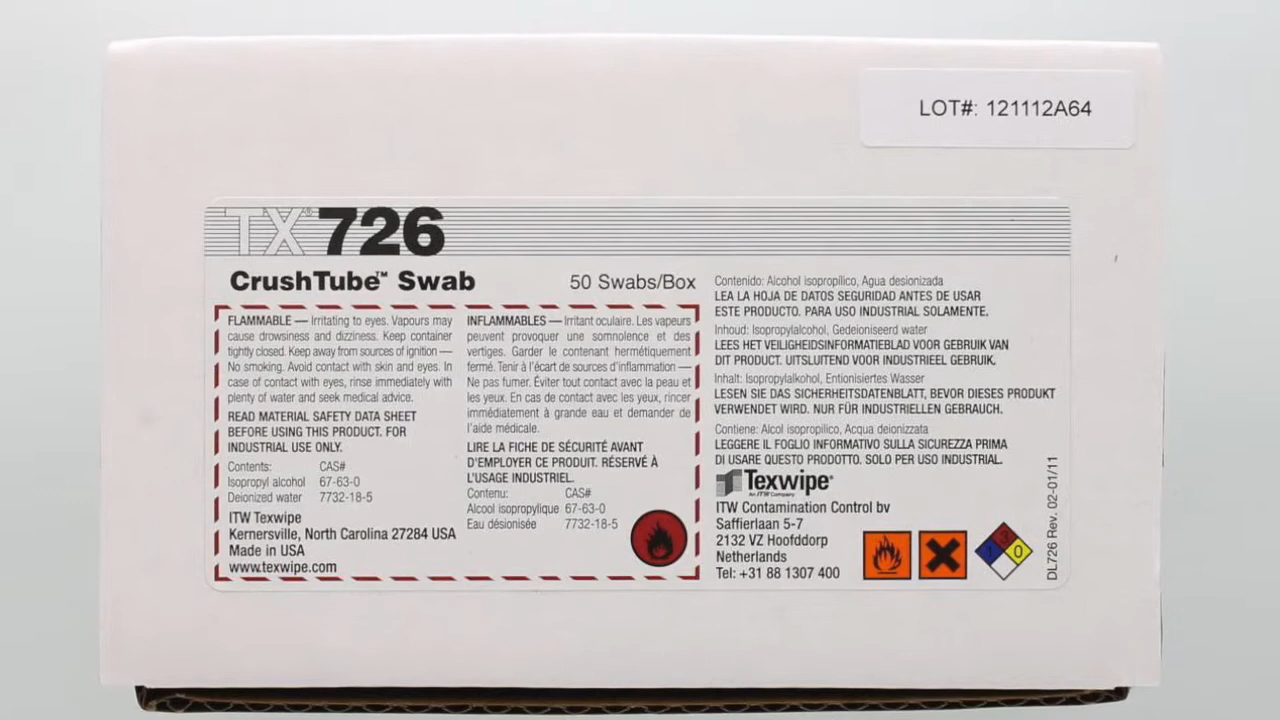 LOT#: 121112A64
TX® 726
CrushTube™ Swab
50 Swabs/Box
FLAMMABLE — Irritating to eyes. Vapours may
cause drowsiness and dizziness. Keep container
tightly closed. Keep away from sources of ignition —
No smoking. Avoid contact with skin and eyes. In
case of contact with eyes, rinse immediately with
plenty of water and seek medical advice.
READ MATERIAL SAFETY DATA SHEET
BEFORE USING THIS PRODUCT. FOR
INDUSTRIAL USE ONLY.
Contents: CAS#
Isopropyl alcohol 67-63-0
Deionized water 7732-18-5
ITW Texwipe
Kernersville, North Carolina 27284 USA
Made in USA
www.texwipe.com
INFLAMMABLES — Irritant oculaire. Les vapeurs
peuvent provoquer une somnolence et des
vertiges. Garder le contenant hermétiquement
fermé. Tenir à l'écart de sources d'inflammation —
Ne pas fumer. Éviter tout contact avec la peau et
les yeux. En cas de contact avec les yeux, rincer
immédiatement à grande eau et demander de
l'aide médicale.
LIRE LA FICHE DE SÉCURITÉ AVANT
D'EMPLOYER CE PRODUIT. RÉSERVÉ À
L'USAGE INDUSTRIEL.
Contenu: CAS#
Alcool isopropylique 67-63-0
Eau désionisée 7732-18-5
Contenido: Alcohol isopropílico, Agua desionizada
LEA LA HOJA DE DATOS SEGURIDAD ANTES DE USAR
ESTE PRODUCTO. PARA USO INDUSTRIAL SOLAMENTE.
Inhoud: Isopropylalcohol, Gedeioniseerd water
LEES HET VEILIGHEIDSINFORMATIEBLAD VOOR GEBRUIK VAN
DIT PRODUCT. UITSLUITEND VOOR INDUSTRIEEL GEBRUIK.
Inhalt: Isopropylalkohol, Entionisiertes Wasser
LESEN SIE DAS SICHERHEITSDATENBLATT, BEVOR DIESES PRODUKT
VERWENDET WIRD. NUR FÜR INDUSTRIELLEN GEBRAUCH.
Contiene: Alcol isopropilico, Acqua deionizzata
LEGGERE IL FOGLIO INFORMATIVO SULLA SICUREZZA PRIMA
DI USARE QUESTO PRODOTTO. SOLO PER USO INDUSTRIAL.
Texwipe®
An ITW Company
ITW Contamination Control bv
Saffierlaan 5-7
2132 VZ Hoofddorp
Netherlands
Tel: +31 88 1307 400
3
1 0
DL726 Rev. 02-01/11